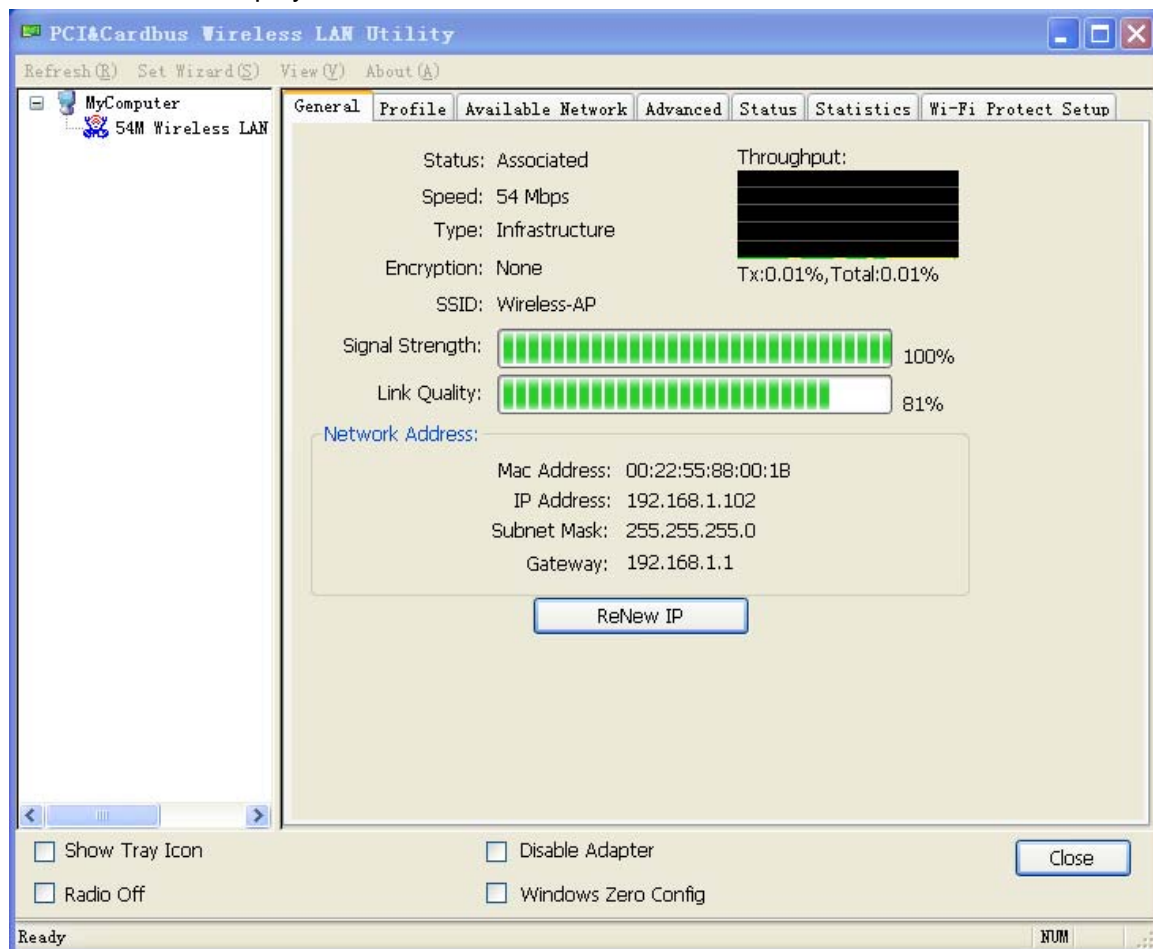 PCI&Cardbus Wireless LAN Utility
Refresh(R) Set Wizard(S) View(V) About(A)
MyComputer
54M Wireless LAN
General Profile Available Network Advanced Status Statistics Wi-Fi Protect Setup
Status: Associated
Throughput:
Speed: 54 Mbps
Type: Infrastructure
Encryption: None
Tx:0.01%,Total:0.01%
SSID: Wireless-AP
Signal Strength: 100%
Link Quality: 81%
Network Address:
Mac Address: 00:22:55:88:00:1B
IP Address: 192.168.1.102
Subnet Mask: 255.255.255.0
Gateway: 192.168.1.1
ReNew IP
Show Tray Icon Disable Adapter Close
Radio Off Windows Zero Config
Ready NUM